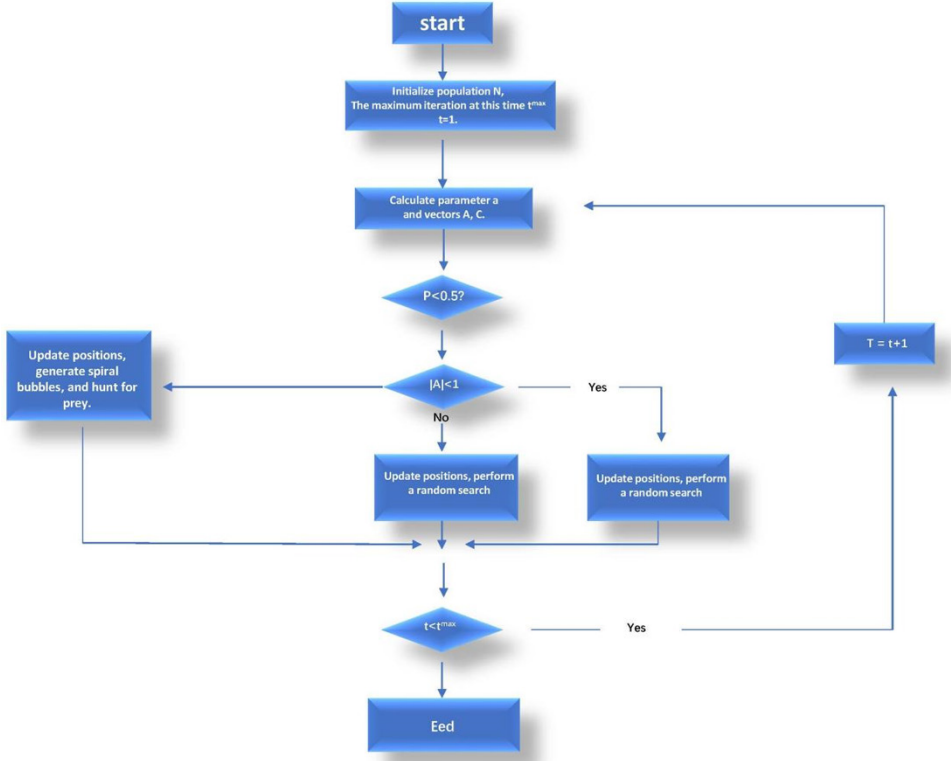 start
Initialize population N,
The maximum iteration at this time tᵐᵃˣ
t=1.
Calculate parameter a
and vectors A, C.
P<0.5?
T = t+1
Update positions,
generate spiral
bubbles, and hunt for
prey.
|A|<1
Yes
No
Update positions, perform
a random search
Update positions, perform
a random search
t<tᵐᵃˣ
Yes
Eed